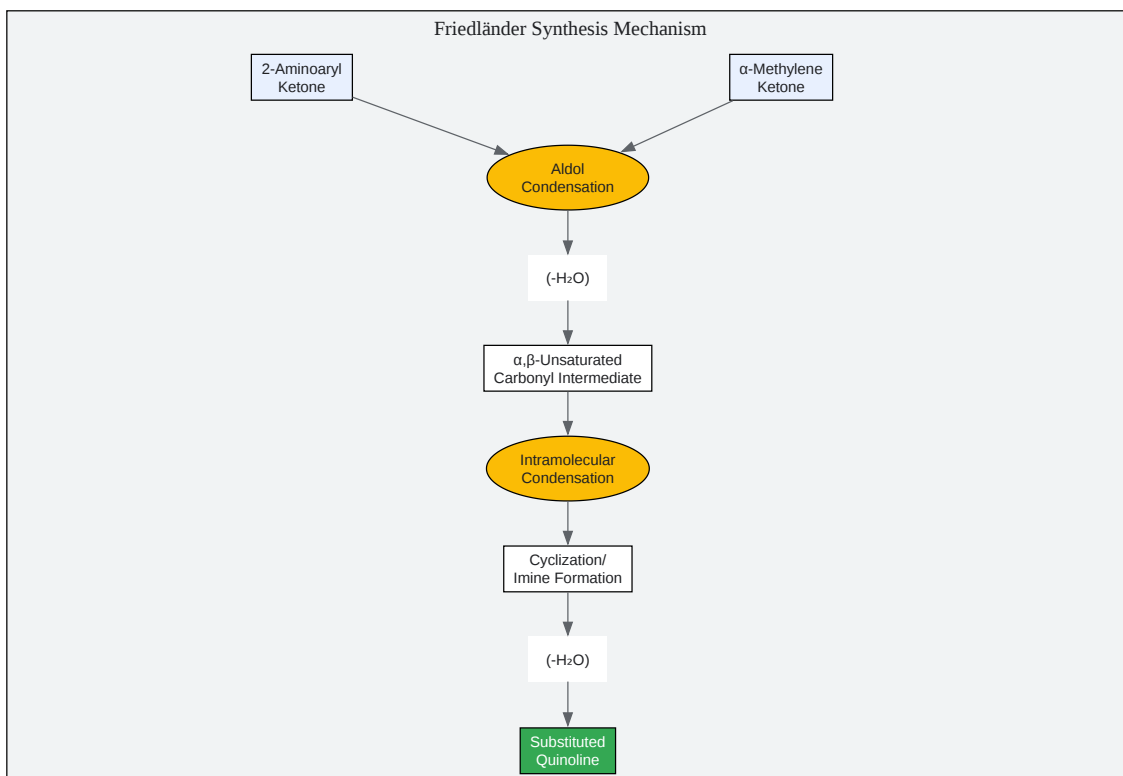 Friedländer Synthesis Mechanism
2-Aminoaryl
Ketone
α-Methylene
Ketone
Aldol
Condensation
(-H₂O)
α,β-Unsaturated
Carbonyl Intermediate
Intramolecular
Condensation
Cyclization/
Imine Formation
(-H₂O)
Substituted
Quinoline